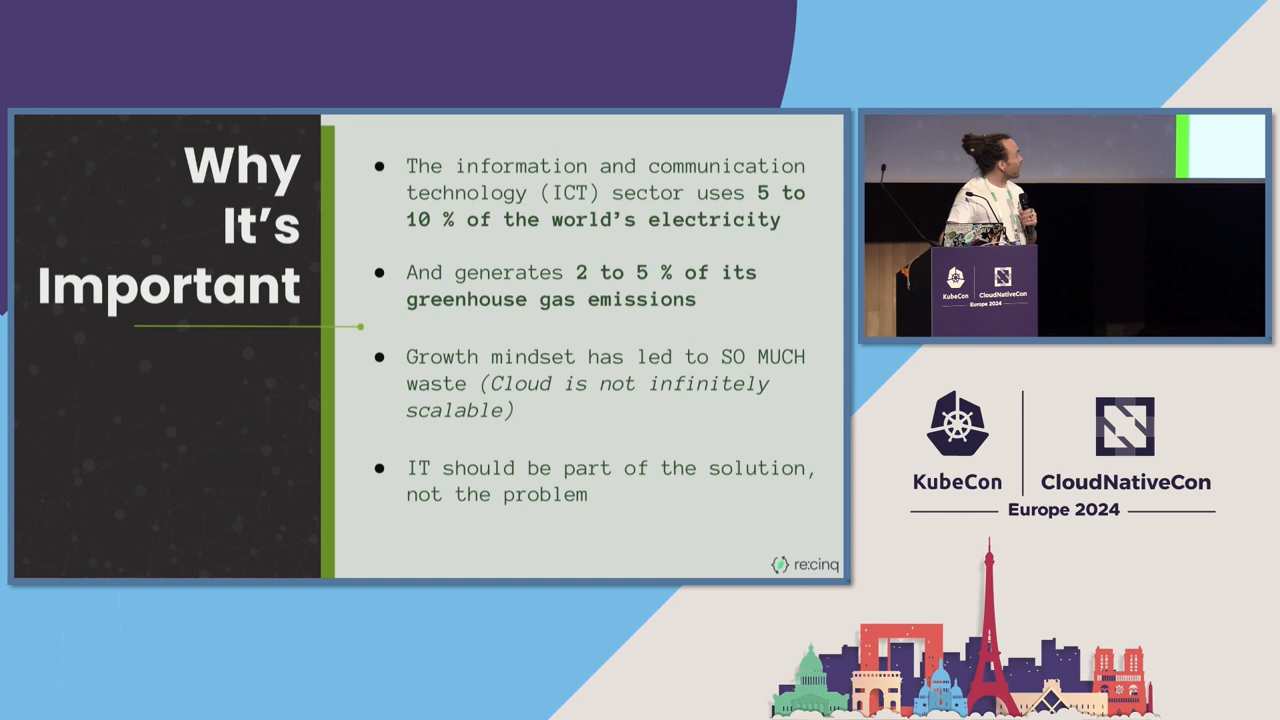 Why
It's
Important
● The information and communication
technology (ICT) sector uses 5 to
10 % of the world's electricity
● And generates 2 to 5 % of its
greenhouse gas emissions
● Growth mindset has led to SO MUCH
waste (Cloud is not infinitely
scalable)
● IT should be part of the solution,
not the problem
re:cinq
KubeCon
CloudNativeCon
Europe 2024
KubeCon
CloudNativeCon
Europe 2024